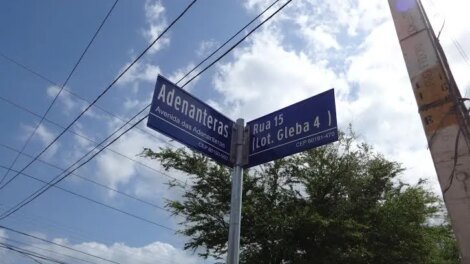 Adenanteras
Avenida das Adenanteras
Rua 15
(Lot. Gleba 4 )